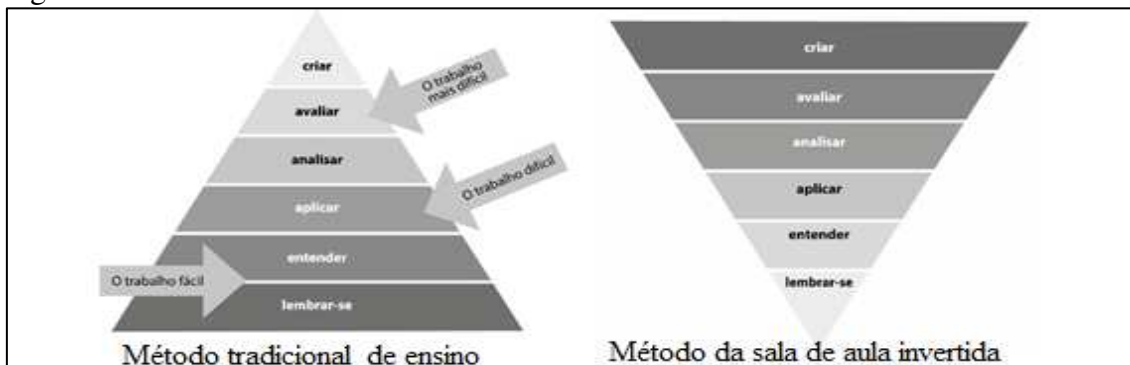 criar
avaliar
analisar
aplicar
entender
lembrar-se
O trabalho
mais difícil
O trabalho difícil
O trabalho fácil
Método tradicional de ensino
criar
avaliar
analisar
aplicar
entender
lembrar-se
Método da sala de aula invertida